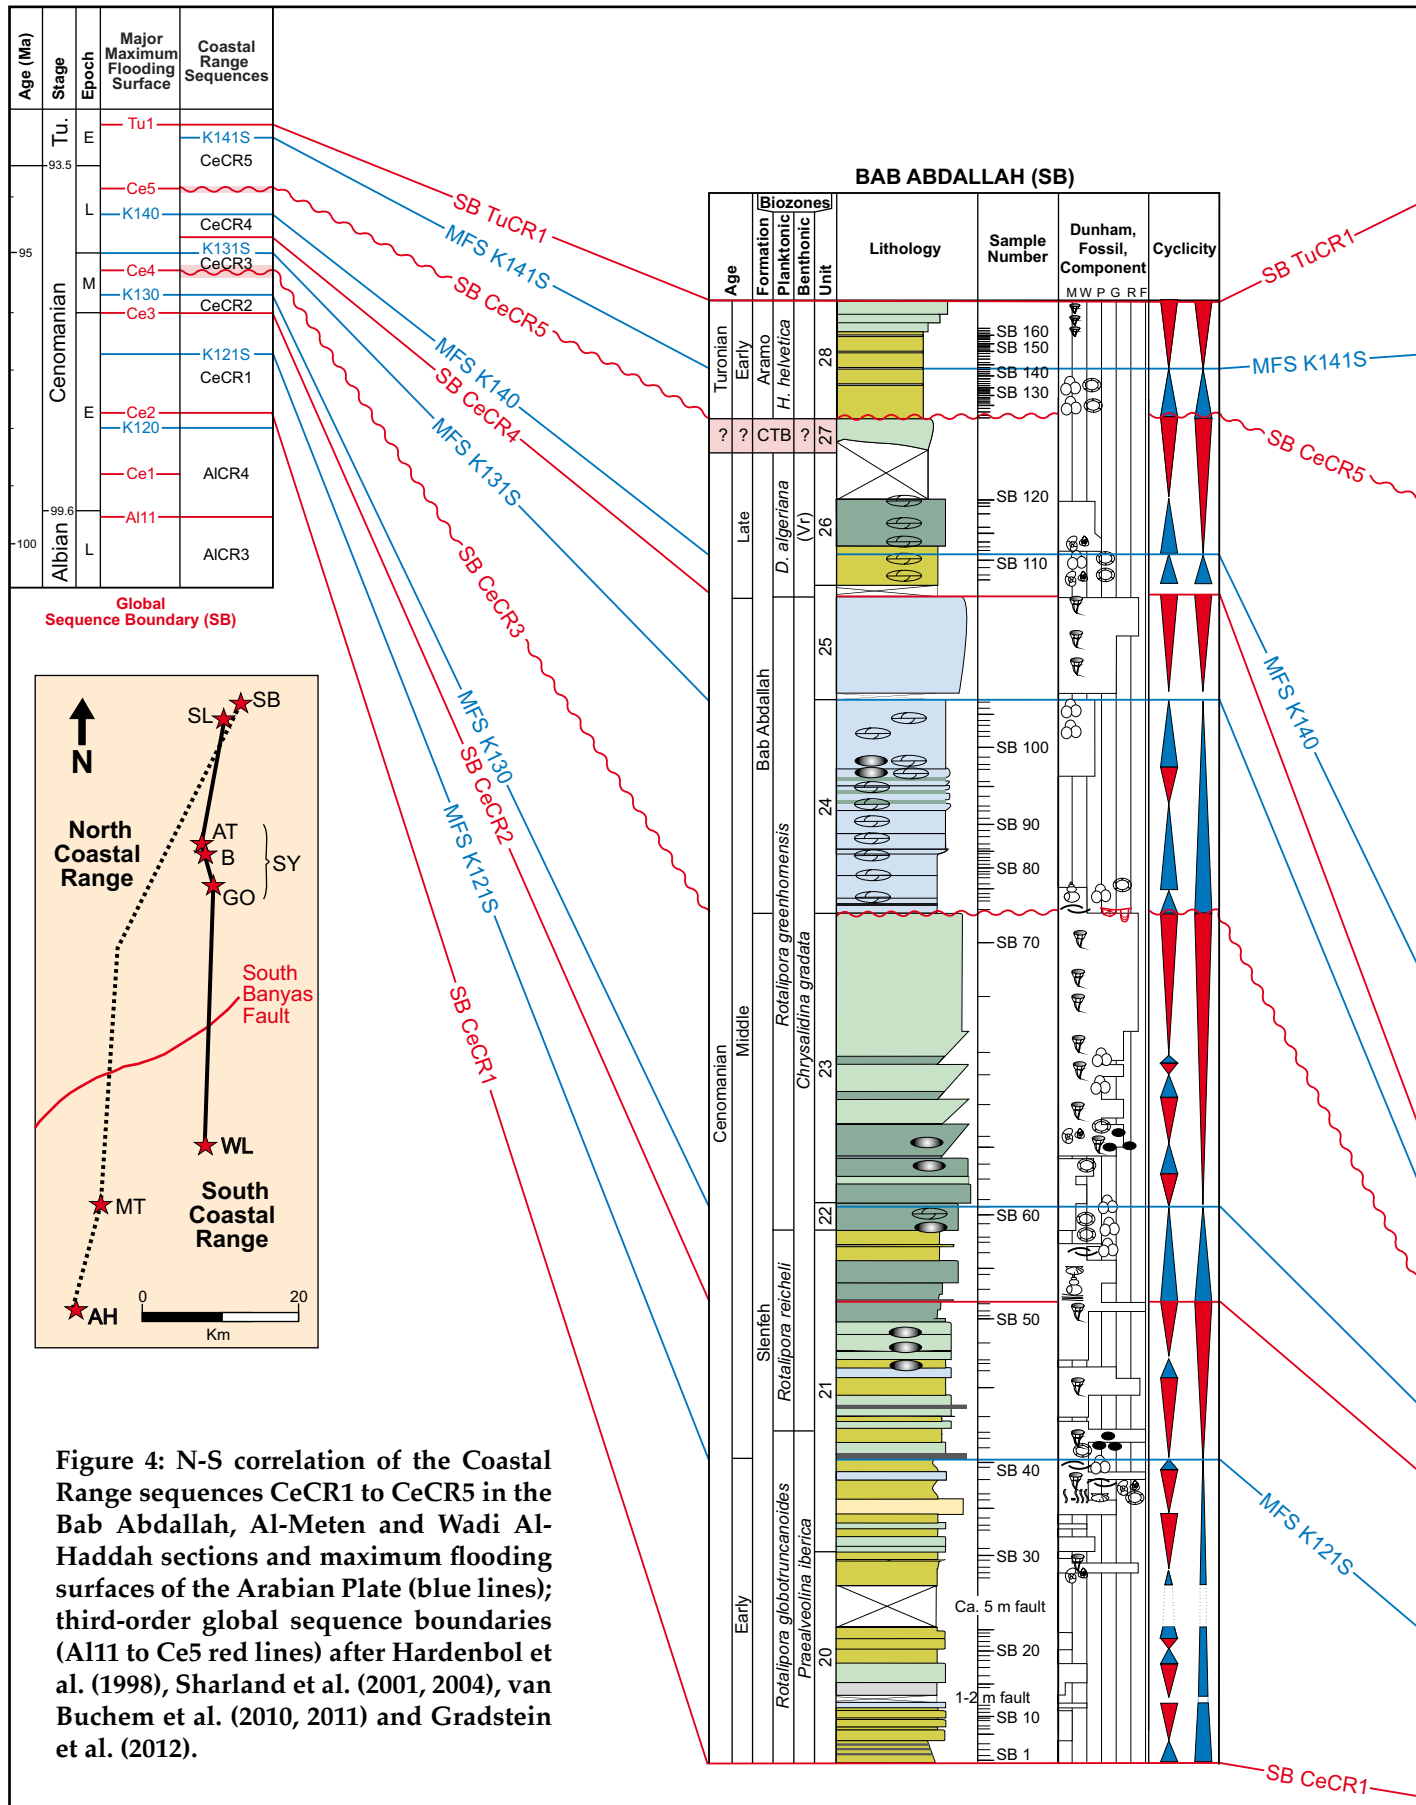 Age (Ma)
Stage
Epoch
Major
Maximum
Flooding
Surface
Coastal
Range
Sequences
Tu.
E
Tu1
K141S
CeCR5
93.5
Ce5
L
K140
CeCR4
95
K131S
CeCR3
Ce4
M
K130
CeCR2
Ce3
Cenomanian
K121S
CeCR1
E
Ce2
K120
Ce1
AlCR4
99.6
Al11
100
Albian
L
AlCR3
Global
Sequence Boundary (SB)
SB TuCR1
MFS K141S
SB CeCR5
MFS K140
SB CeCR4
MFS K131S
SB CeCR3
MFS K130
SB CeCR2
MFS K121S
SB CeCR1
BAB ABDALLAH (SB)
Age
Formation
Biozones
Planktonic
Benthonic
Unit
Lithology
Sample
Number
Dunham,
Fossil,
Component
M W P G R F
Cyclicity
Turonian
Early
Aramo
H. helvetica
28
SB 160
SB 150
SB 140
SB 130
? ? CTB ? 27
Late
D. algeriana
(Vr)
26
SB 120
SB 110
Bab Abdallah
25
24
SB 100
SB 90
SB 80
Cenomanian
Middle
Rotalipora greenhornensis
Chrysalidina gradata
23
SB 70
22
SB 60
Slenfeh
Rotalipora reicheli
21
SB 50
Early
Rotalipora globotruncanoides
Praealveolina iberica
20
SB 40
SB 30
Ca. 5 m fault
SB 20
1-2 m fault
SB 10
SB 1
SB TuCR1
MFS K141S
SB CeCR5
MFS K140
MFS K121S
SB CeCR1
N
SB
SL
North
Coastal
Range
AT
B
SY
GO
South
Banyas
Fault
WL
South
Coastal
Range
MT
AH
0 20
Km
Figure 4: N-S correlation of the Coastal
Range sequences CeCR1 to CeCR5 in the
Bab Abdallah, Al-Meten and Wadi Al-
Haddah sections and maximum flooding
surfaces of the Arabian Plate (blue lines);
third-order global sequence boundaries
(Al11 to Ce5 red lines) after Hardenbol et
al. (1998), Sharland et al. (2001, 2004), van
Buchem et al. (2010, 2011) and Gradstein
et al. (2012).